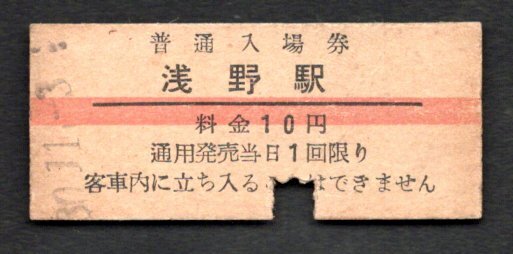 普通入場券
浅野駅
料金10円
通用発売当日1回限り
客車内に立ち入る はできません